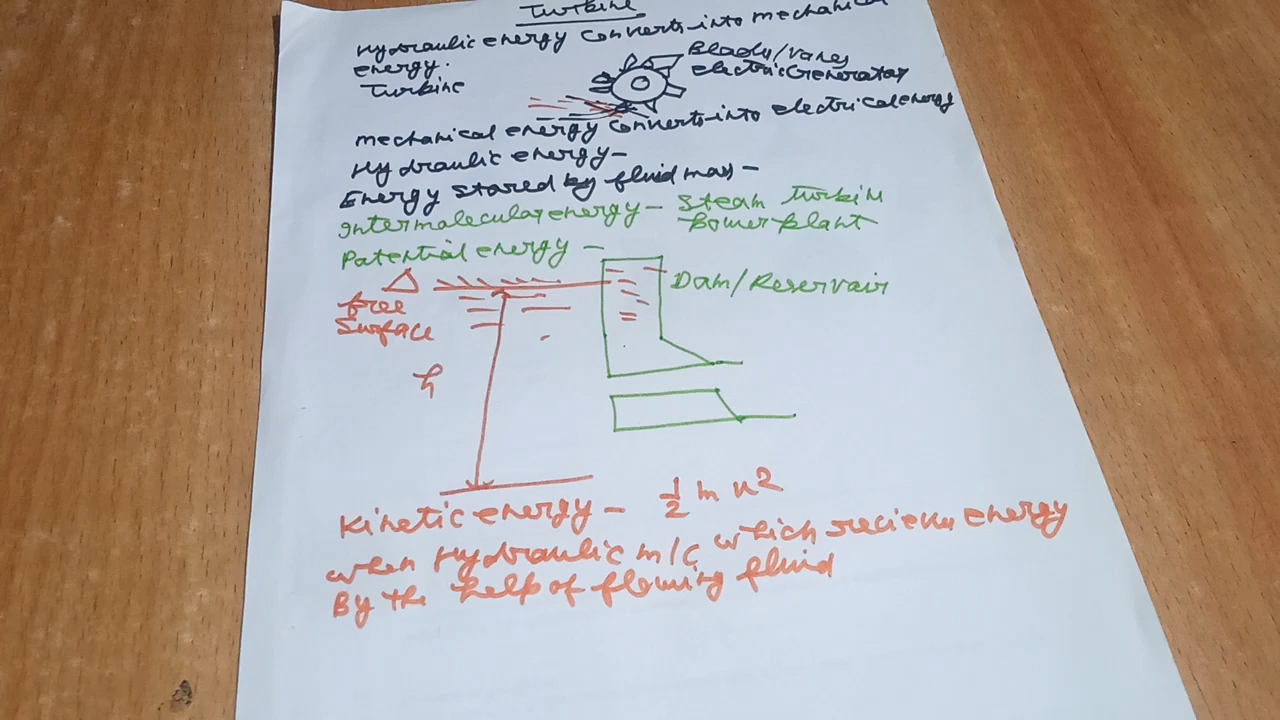 Turbine
Hydraulic energy converts into mechanical
energy.
Turbine
Blades/vanes
electric Generator
mechanical energy converts into electrical energy
Hydraulic energy-
Energy stored by fluid mass -
Intermolecular energy - Steam turbine
Power plant
Potential energy -
Dam/Reservoir
free
Surface
h
Kinetic energy - 1/2 m u2
when Hydraulic m/c which recieves energy
By the help of flowing fluid